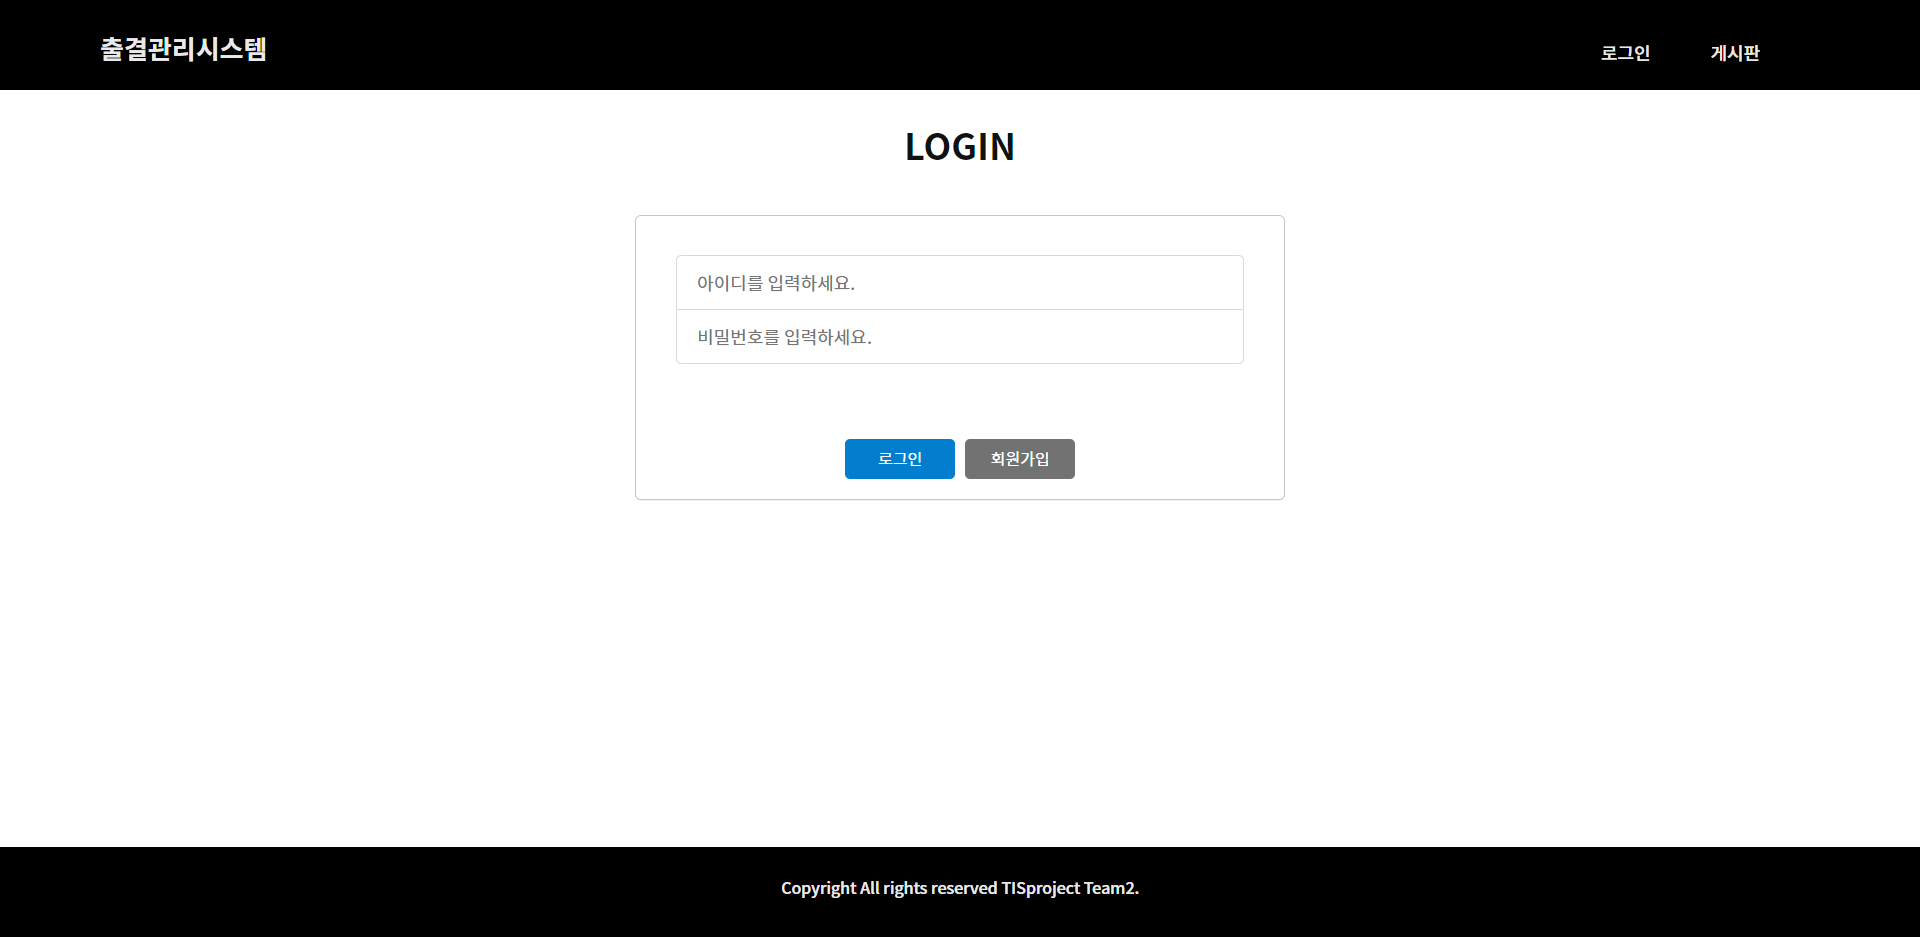 출결관리시스템
로그인 게시판
LOGIN
아이디를 입력하세요.
비밀번호를 입력하세요.
로그인 회원가입
Copyright All rights reserved TISproject Team2.